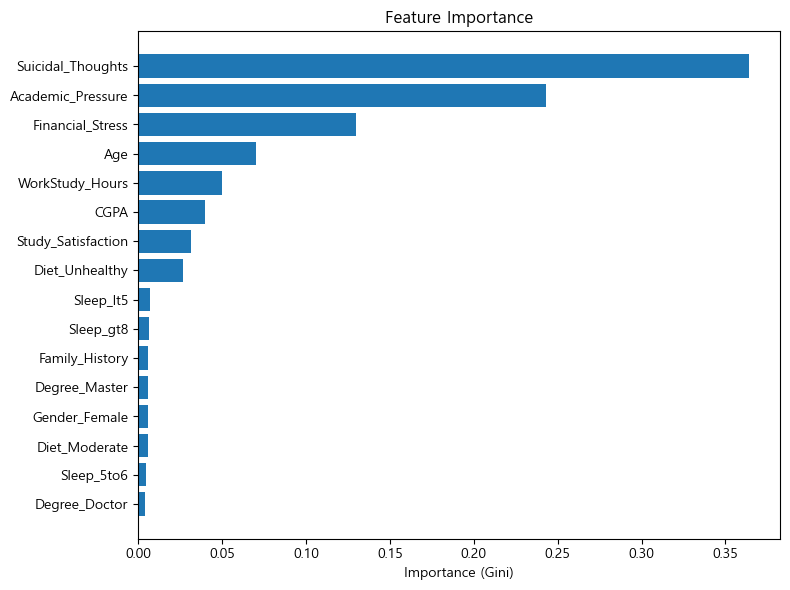 Feature Importance
Suicidal_Thoughts
Academic_Pressure
Financial_Stress
Age
WorkStudy_Hours
CGPA
Study_Satisfaction
Diet_Unhealthy
Sleep_lt5
Sleep_gt8
Family_History
Degree_Master
Gender_Female
Diet_Moderate
Sleep_5to6
Degree_Doctor
0.00 0.05 0.10 0.15 0.20 0.25 0.30 0.35
Importance (Gini)